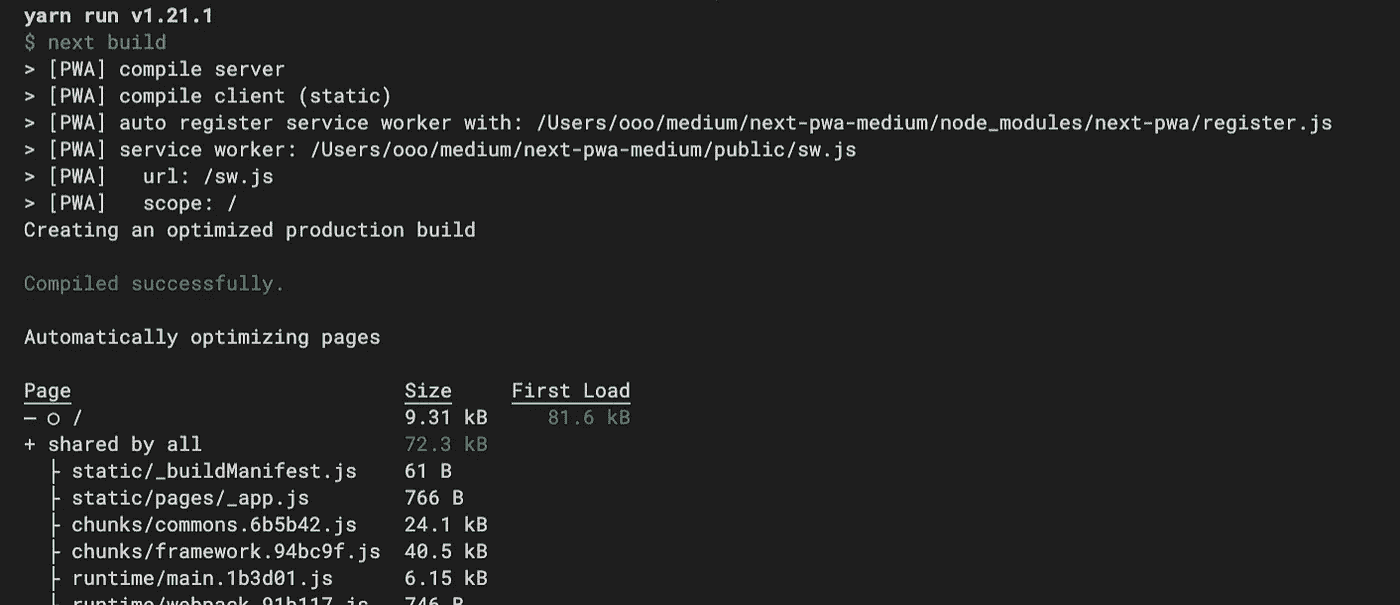 yarn run v1.21.1
$ next build
> [PWA] compile server
> [PWA] compile client (static)
> [PWA] auto register service worker with: /Users/ooo/medium/next-pwa-medium/node_modules/next-pwa/register.js
> [PWA] service worker: /Users/ooo/medium/next-pwa-medium/public/sw.js
> [PWA]   url: /sw.js
> [PWA]   scope: /
Creating an optimized production build
Compiled successfully.
Automatically optimizing pages
Page                            Size     First Load
─ ○ /                           9.31 kB     81.6 kB
+ shared by all                 72.3 kB
  ├ static/_buildManifest.js    61 B
  ├ static/pages/_app.js        766 B
  ├ chunks/commons.6b5b42.js    24.1 kB
  ├ chunks/framework.94bc9f.js  40.5 kB
  ├ runtime/main.1b3d01.js      6.15 kB
  ├ runtime/webpack.91b117.js   746 B